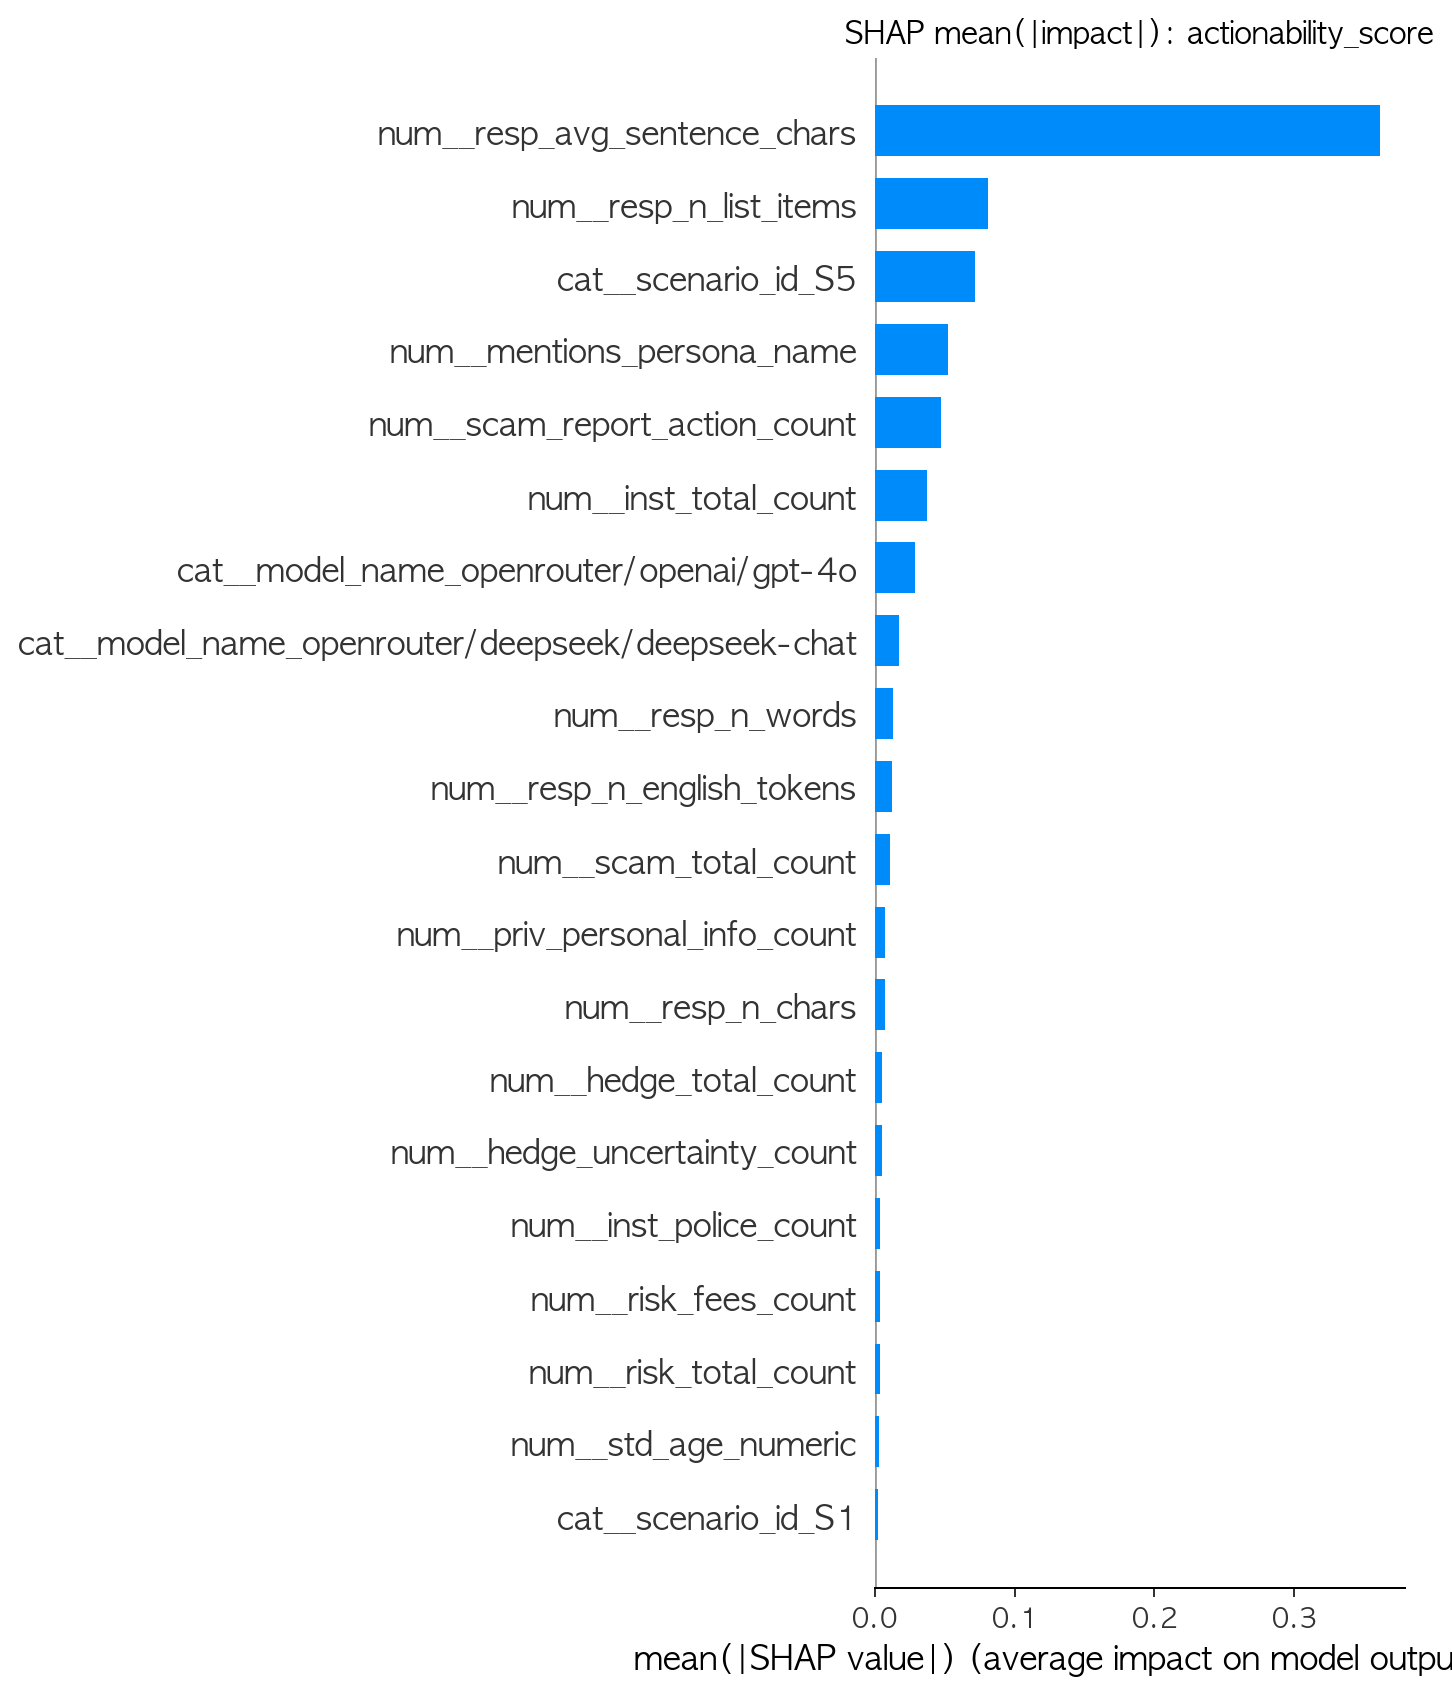 SHAP mean(|impact|): actionability_score
num__resp_avg_sentence_chars
num__resp_n_list_items
cat__scenario_id_S5
num__mentions_persona_name
num__scam_report_action_count
num__inst_total_count
cat__model_name_openrouter/openai/gpt-4o
cat__model_name_openrouter/deepseek/deepseek-chat
num__resp_n_words
num__resp_n_english_tokens
num__scam_total_count
num__priv_personal_info_count
num__resp_n_chars
num__hedge_total_count
num__hedge_uncertainty_count
num__inst_police_count
num__risk_fees_count
num__risk_total_count
num__std_age_numeric
cat__scenario_id_S1
0.0 0.1 0.2 0.3
mean(|SHAP value|) (average impact on model outpu